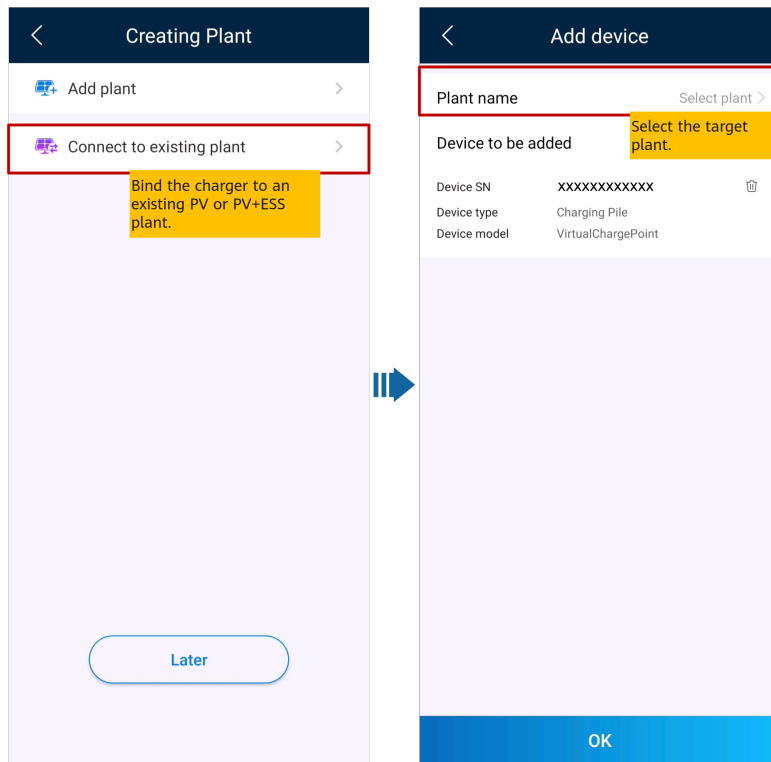 Creating Plant
Add plant
Connect to existing plant
Bind the charger to an
existing PV or PV+ESS
plant.
Later
Add device
Plant name
Select plant
Select the target
plant.
Device to be added
Device SN XXXXXXXXXXXX
Device type Charging Pile
Device model VirtualChargePoint
OK